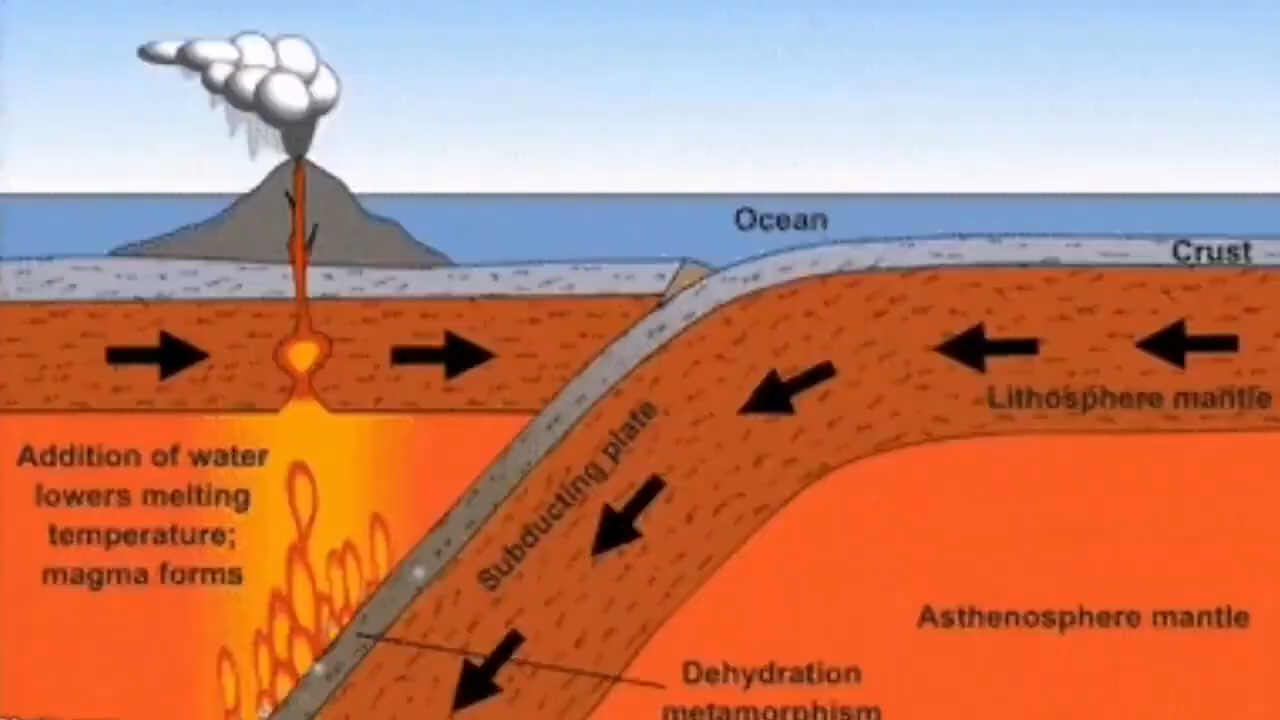 Ocean
Crust
Lithosphere mantle
Subducting plate
Addition of water
lowers melting
temperature;
magma forms
Asthenosphere mantle
Dehydration
metamorphism